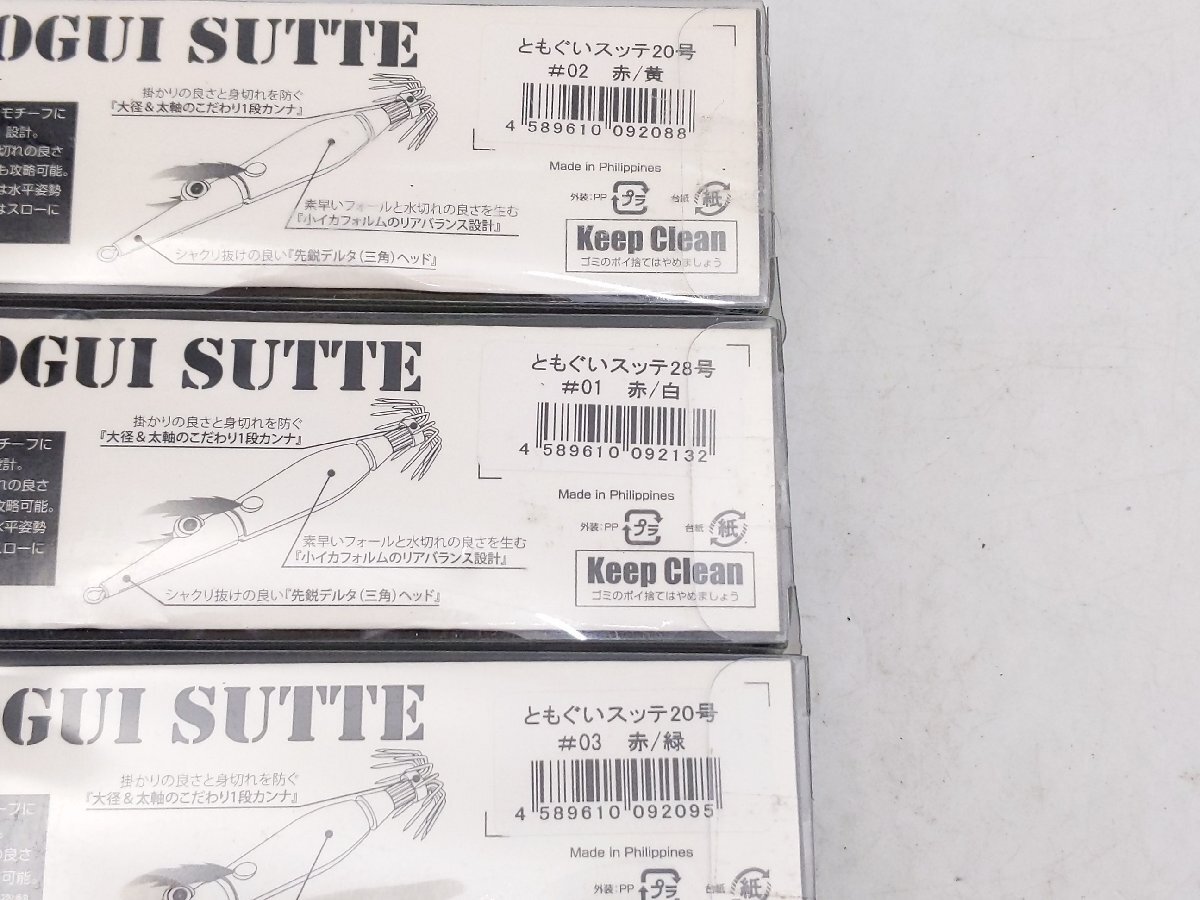 OGUI SUTTE
ともぐいスッテ20号
#02 赤/黄
4 589610 092088
掛かりの良さと身切れを防ぐ
『大径&太軸のこだわり1段カンナ』
モチーフに
設計。
切れの良さ
も攻略可能。
は水平姿勢
はスローに
素早いフォールと水切れの良さを生む
『小イカフォルムのリアバランス設計』
シャクリ抜けの良い『先鋭デルタ(三角)ヘッド』
Made in Philippines
外装:PP プラ 台紙 紙
Keep Clean
ゴミのポイ捨てはやめましょう
OGUI SUTTE
ともぐいスッテ28号
#01 赤/白
4 589610 092132
掛かりの良さと身切れを防ぐ
『大径&太軸のこだわり1段カンナ』
チーフに
計。
れの良さ
攻略可能。
水平姿勢
スローに
素早いフォールと水切れの良さを生む
『小イカフォルムのリアバランス設計』
シャクリ抜けの良い『先鋭デルタ(三角)ヘッド』
Made in Philippines
外装:PP プラ 台紙 紙
Keep Clean
ゴミのポイ捨てはやめましょう
GUI SUTTE
ともぐいスッテ20号
#03 赤/緑
4 589610 092095
掛かりの良さと身切れを防ぐ
『大径&太軸のこだわり1段カンナ』
ーフに
の良さ
可能。
Made in Philippines
外装:PP プラ 台紙 紙